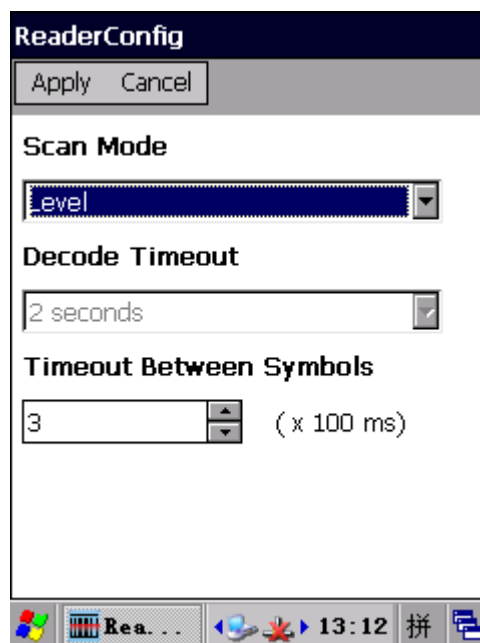 ReaderConfig
Apply Cancel
Scan Mode
Level
Decode Timeout
2 seconds
Timeout Between Symbols
3 ( x 100 ms)
Rea... 13:12 拼